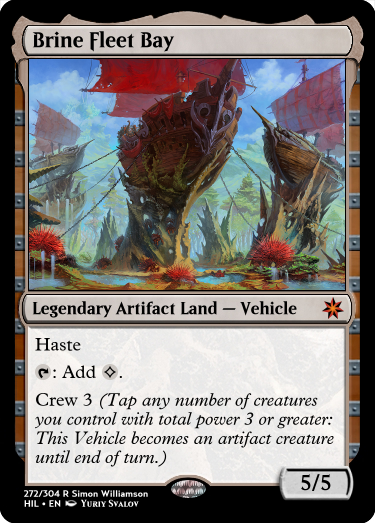 Brine Fleet Bay
Legendary Artifact Land — Vehicle
Haste
: Add .
Crew 3 (Tap any number of creatures
you control with total power 3 or greater:
This Vehicle becomes an artifact creature
until end of turn.)
5/5
272/304 R Simon Williamson
HIL • EN Yuriy Svalov